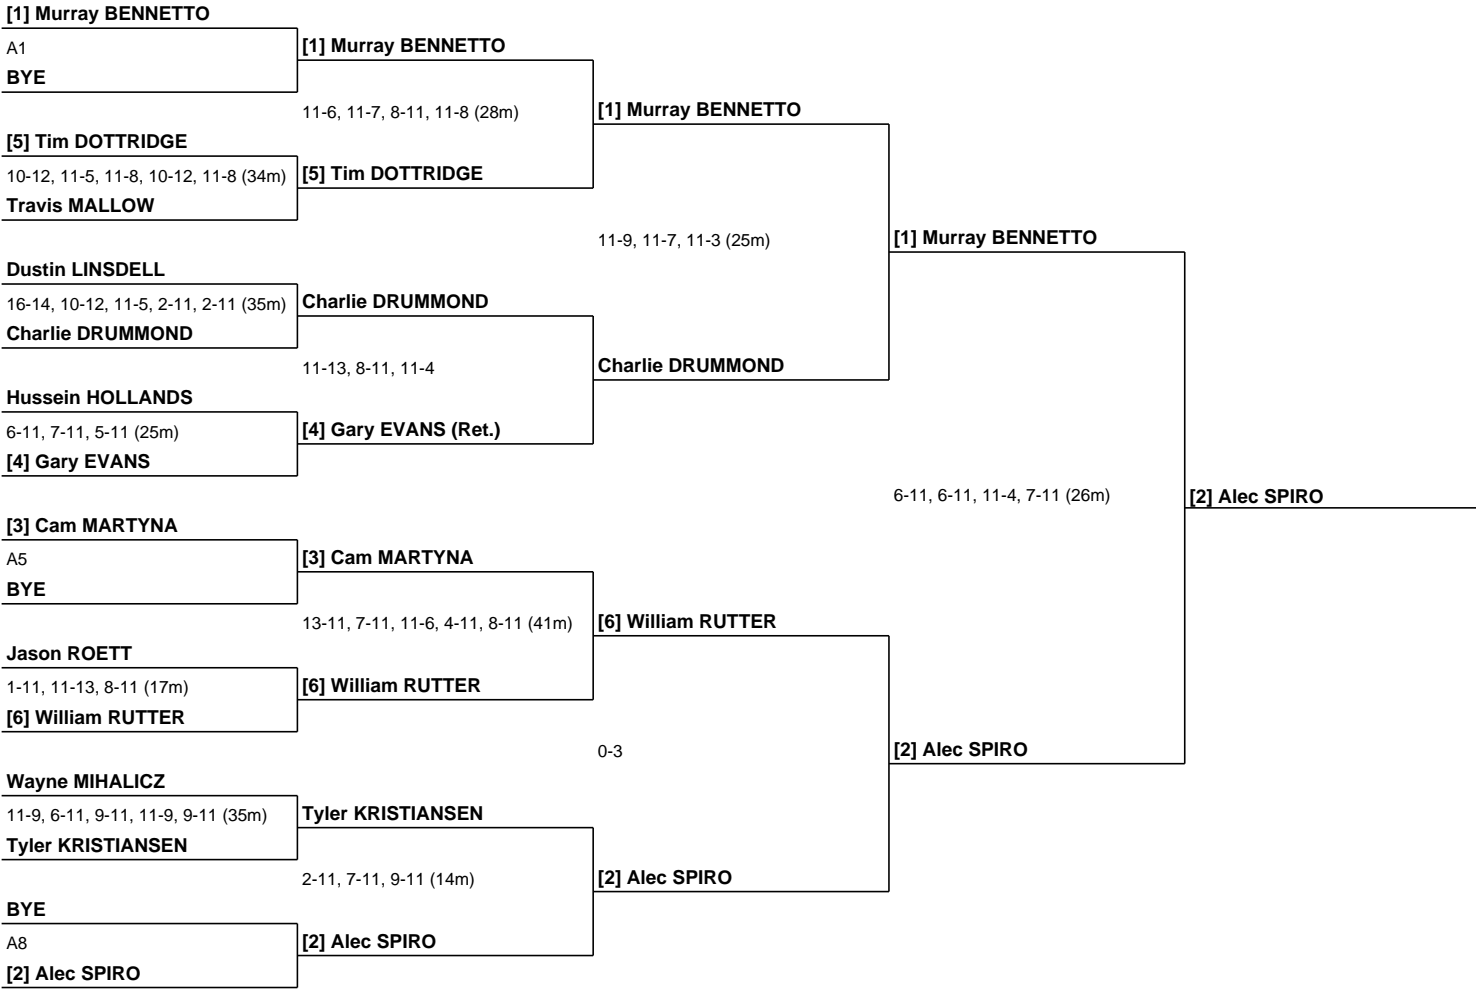 [1] Murray BENNETTO
A1
BYE
[5] Tim DOTTRIDGE
10-12, 11-5, 11-8, 10-12, 11-8 (34m)
Travis MALLOW
Dustin LINSDELL
16-14, 10-12, 11-5, 2-11, 2-11 (35m)
Charlie DRUMMOND
Hussein HOLLANDS
6-11, 7-11, 5-11 (25m)
[4] Gary EVANS
[3] Cam MARTYNA
A5
BYE
Jason ROETT
1-11, 11-13, 8-11 (17m)
[6] William RUTTER
Wayne MIHALICZ
11-9, 6-11, 9-11, 11-9, 9-11 (35m)
Tyler KRISTIANSEN
BYE
A8
[2] Alec SPIRO
[1] Murray BENNETTO
11-6, 11-7, 8-11, 11-8 (28m)
[5] Tim DOTTRIDGE
Charlie DRUMMOND
11-13, 8-11, 11-4
[4] Gary EVANS (Ret.)
[3] Cam MARTYNA
13-11, 7-11, 11-6, 4-11, 8-11 (41m)
[6] William RUTTER
Tyler KRISTIANSEN
2-11, 7-11, 9-11 (14m)
[2] Alec SPIRO
[1] Murray BENNETTO
11-9, 11-7, 11-3 (25m)
Charlie DRUMMOND
[6] William RUTTER
0-3
[2] Alec SPIRO
[1] Murray BENNETTO
6-11, 6-11, 11-4, 7-11 (26m)
[2] Alec SPIRO
[2] Alec SPIRO